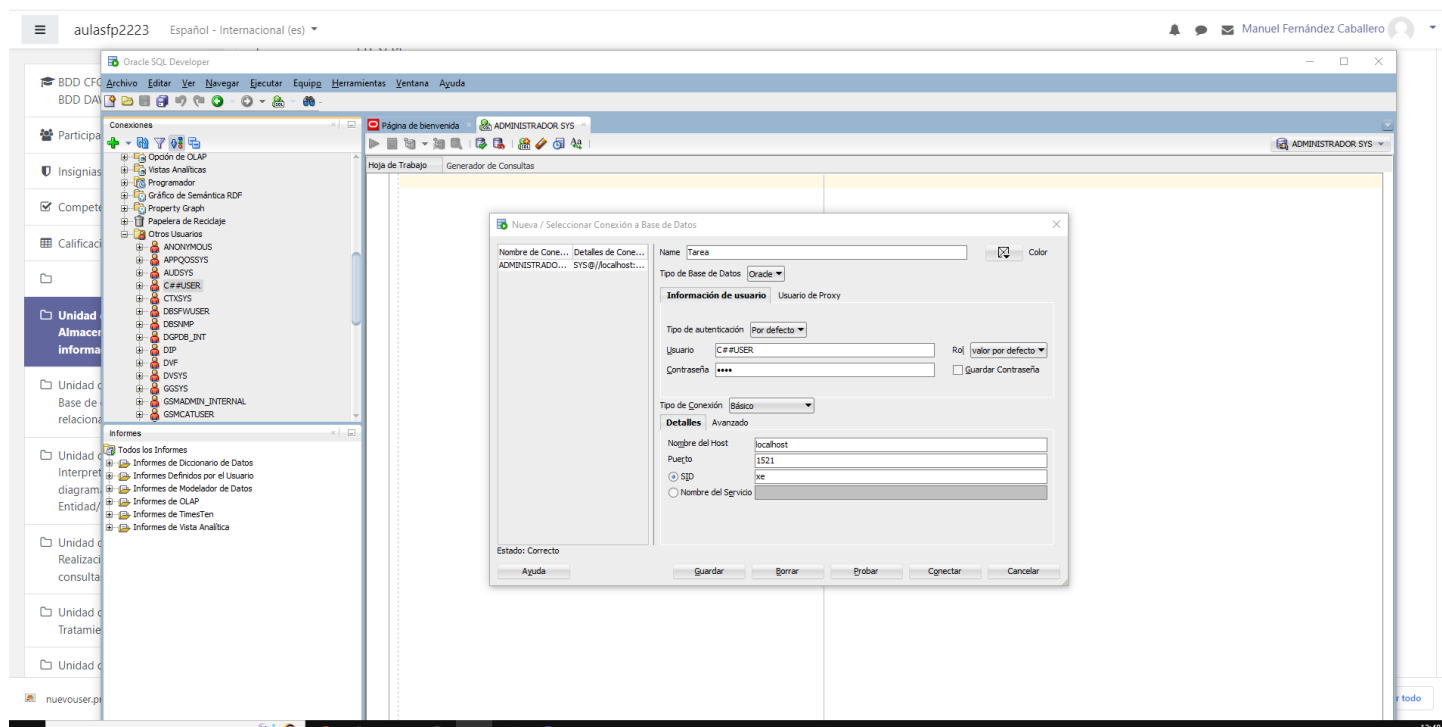 aulasfp2223 Español - Internacional (es)
Manuel Fernández Caballero
BDD CFG
BDD DAW
Participa
Insignias
Compete
Calificaci
Unidad
Almacen
informa
Unidad d
Base de
relaciona
Unidad d
Interpret
diagram
Entidad/
Unidad d
Realizaci
consulta
Unidad d
Tratamie
Unidad d
nuevouser.pn
r todo
Oracle SQL Developer
Archivo Editar Ver Navegar Ejecutar Equipo Herramientas Ventana Ayuda
Conexiones
Opción de OLAP
Vistas Analíticas
Programador
Gráfico de Semántica RDF
Property Graph
Papelera de Reciclaje
Otros Usuarios
ANONYMOUS
APPQOSSYS
AUDSYS
C##USER
CTXSYS
DBSFWUSER
DBSNMP
DGPDB_INT
DIP
DVF
DVSYS
GGSYS
GSMADMIN_INTERNAL
GSMCATUSER
Informes
Todos los Informes
Informes de Diccionario de Datos
Informes Definidos por el Usuario
Informes de Modelador de Datos
Informes de OLAP
Informes de TimesTen
Informes de Vista Analítica
Página de bienvenida ADMINISTRADOR SYS
ADMINISTRADOR SYS
Hoja de Trabajo Generador de Consultas
Nueva / Seleccionar Conexión a Base de Datos
Nombre de Cone... Detalles de Cone...
ADMINISTRADO... SYS@//localhost:...
Name Tarea
Color
Tipo de Base de Datos Oracle
Información de usuario Usuario de Proxy
Tipo de autenticación Por defecto
Usuario C##USER
Rol valor por defecto
Contraseña ••••
Guardar Contraseña
Tipo de Conexión Básico
Detalles Avanzado
Nombre del Host localhost
Puerto 1521
SID xe
Nombre del Servicio
Estado: Correcto
Ayuda Guardar Borrar Probar Conectar Cancelar